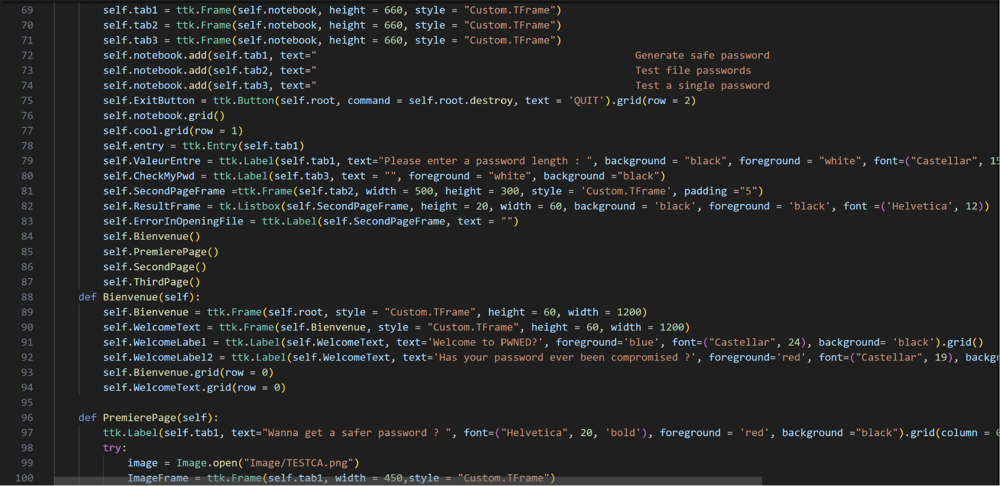 69 self.tab1 = ttk.Frame(self.notebook, height = 660, style = "Custom.TFrame")
70 self.tab2 = ttk.Frame(self.notebook, height = 660, style = "Custom.TFrame")
71 self.tab3 = ttk.Frame(self.notebook, height = 660, style = "Custom.TFrame")
72 self.notebook.add(self.tab1, text="                                                    Generate safe password
73 self.notebook.add(self.tab2, text="                                                    Test file passwords
74 self.notebook.add(self.tab3, text="                                                    Test a single password
75 self.ExitButton = ttk.Button(self.root, command = self.root.destroy, text = 'QUIT').grid(row = 2)
76 self.notebook.grid()
77 self.cool.grid(row = 1)
78 self.entry = ttk.Entry(self.tab1)
79 self.ValeurEntre = ttk.Label(self.tab1, text="Please enter a password length : ", background = "black", foreground = "white", font=("Castellar", 15
80 self.CheckMyPwd = ttk.Label(self.tab3, text = "", foreground = "white", background ="black")
81 self.SecondPageFrame =ttk.Frame(self.tab2, width = 500, height = 300, style = 'Custom.TFrame', padding ="5")
82 self.ResultFrame = tk.Listbox(self.SecondPageFrame, height = 20, width = 60, background = 'black', foreground = 'black', font =('Helvetica', 12))
83 self.ErrorInOpeningFile = ttk.Label(self.SecondPageFrame, text = "")
84 self.Bienvenue()
85 self.PremierePage()
86 self.SecondPage()
87 self.ThirdPage()
88 def Bienvenue(self):
89 self.Bienvenue = ttk.Frame(self.root, style = "Custom.TFrame", height = 60, width = 1200)
90 self.WelcomeText = ttk.Frame(self.Bienvenue, style = "Custom.TFrame", height = 60, width = 1200)
91 self.WelcomeLabel = ttk.Label(self.WelcomeText, text='Welcome to PWNED?', foreground='blue', font=("Castellar", 24), background= 'black').grid()
92 self.WelcomeLabel2 = ttk.Label(self.WelcomeText, text='Has your password ever been compromised ?', foreground='red', font=("Castellar", 19), backgr
93 self.Bienvenue.grid(row = 0)
94 self.WelcomeText.grid(row = 0)
95
96 def PremierePage(self):
97 ttk.Label(self.tab1, text="Wanna get a safer password ? ", font=("Helvetica", 20, 'bold'), foreground = 'red', background ="black").grid(column = 0
98 try:
99 image = Image.open("Image/TESTCA.png")
100 ImageFrame = ttk.Frame(self.tab1, width = 450,style = "Custom.TFrame")